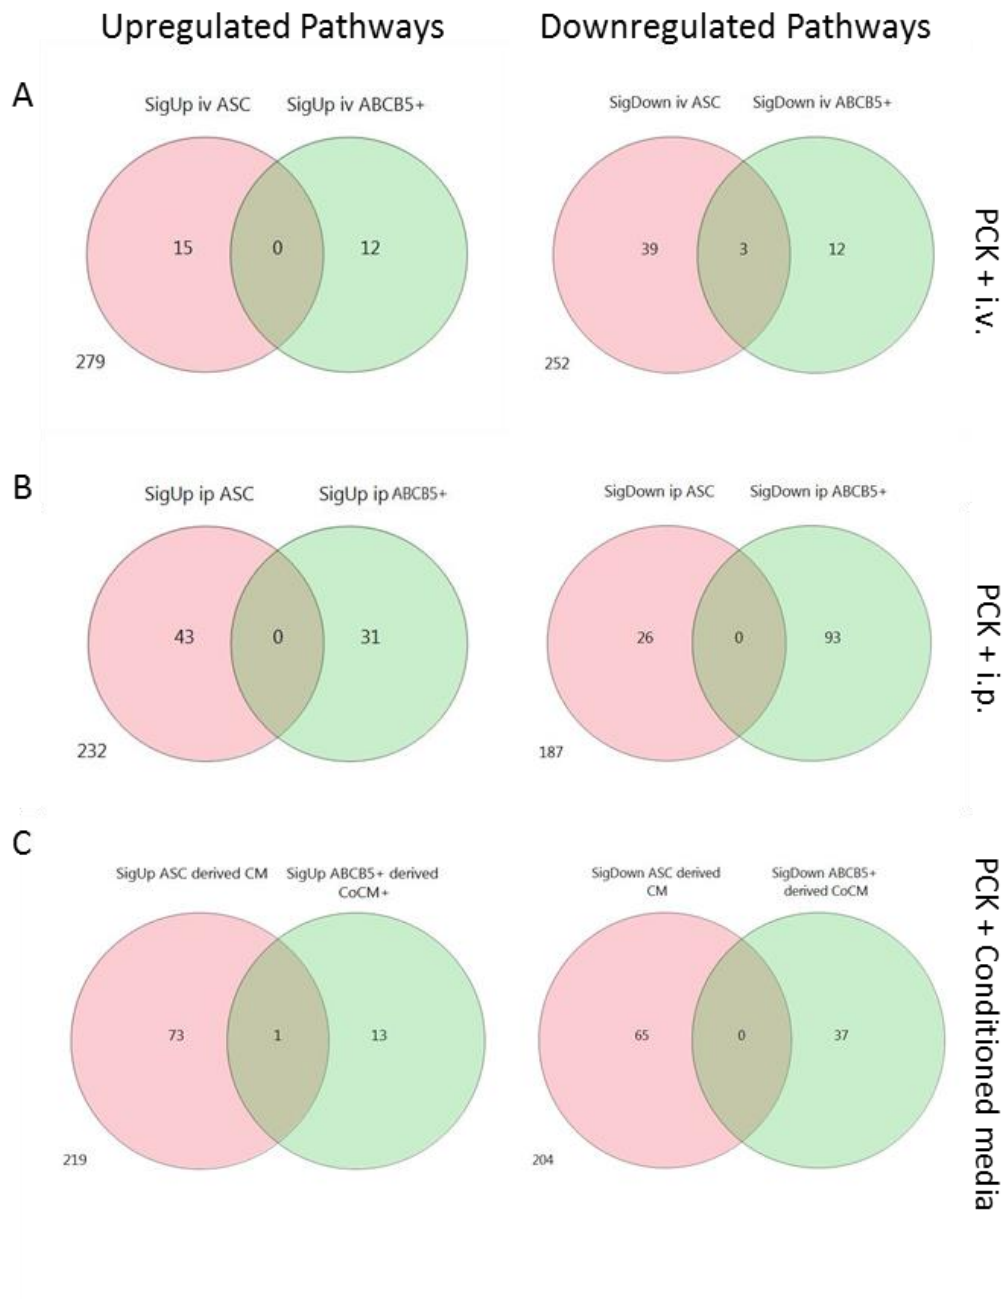 Upregulated Pathways
Downregulated Pathways
A
SigUp iv ASC
SigUp iv ABCB5+
15
0
12
279
SigDown iv ASC
SigDown iv ABCB5+
39
3
12
252
PCK + i.v.
B
SigUp ip ASC
SigUp ip ABCB5+
43
0
31
232
SigDown ip ASC
SigDown ip ABCB5+
26
0
93
187
PCK + i.p.
C
SigUp ASC derived CM
SigUp ABCB5+ derived
CoCM+
73
1
13
219
SigDown ASC derived
CM
SigDown ABCB5+
derived CoCM
65
0
37
204
PCK + Conditioned media